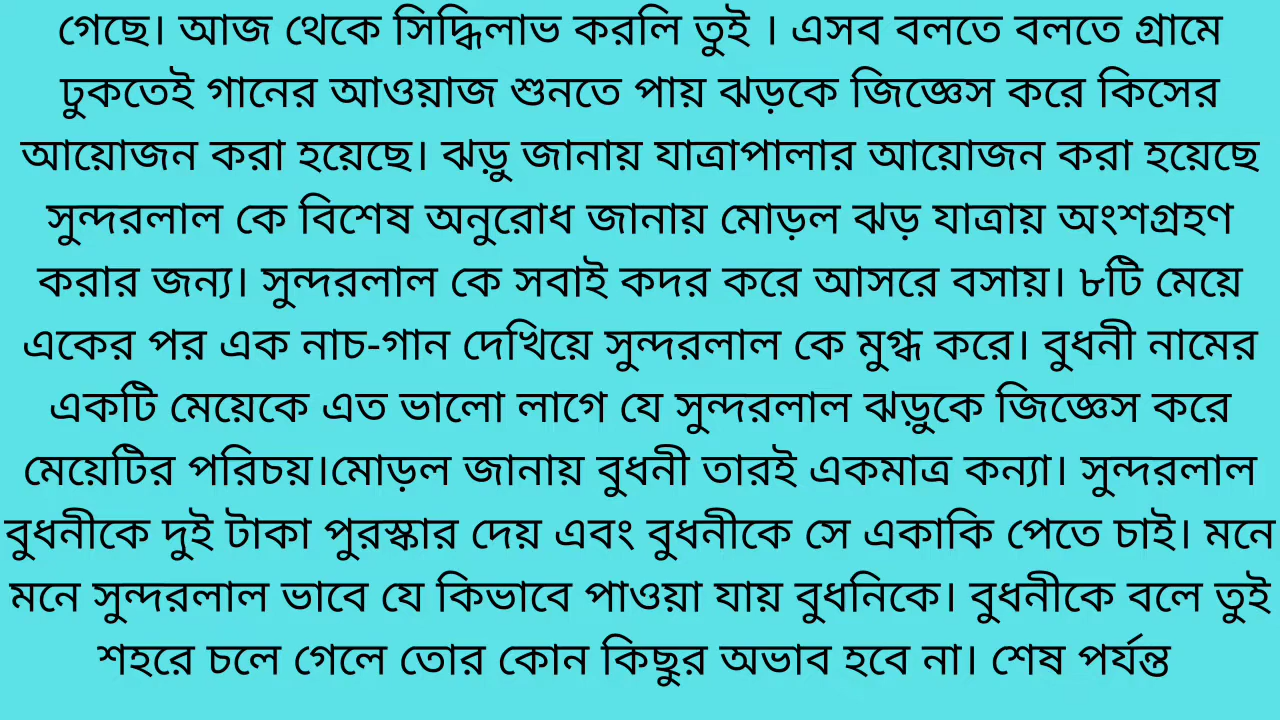 গেছে। আজ থেকে সিদ্ধিলাভ করলি তুই । এসব বলতে বলতে গ্রামে
ঢুকতেই গানের আওয়াজ শুনতে পায় ঝড়কে জিজ্ঞেস করে কিসের
আয়োজন করা হয়েছে। ঝড়ু জানায় যাত্রাপালার আয়োজন করা হয়েছে
সুন্দরলাল কে বিশেষ অনুরোধ জানায় মোড়ল ঝড় যাত্রায় অংশগ্রহণ
করার জন্য। সুন্দরলাল কে সবাই কদর করে আসরে বসায়। ৮টি মেয়ে
একের পর এক নাচ-গান দেখিয়ে সুন্দরলাল কে মুগ্ধ করে। বুধনী নামের
একটি মেয়েকে এত ভালো লাগে যে সুন্দরলাল ঝড়ুকে জিজ্ঞেস করে
মেয়েটির পরিচয়।মোড়ল জানায় বুধনী তারই একমাত্র কন্যা। সুন্দরলাল
বুধনীকে দুই টাকা পুরস্কার দেয় এবং বুধনীকে সে একাকি পেতে চাই। মনে
মনে সুন্দরলাল ভাবে যে কিভাবে পাওয়া যায় বুধনিকে। বুধনীকে বলে তুই
শহরে চলে গেলে তোর কোন কিছুর অভাব হবে না। শেষ পর্যন্ত